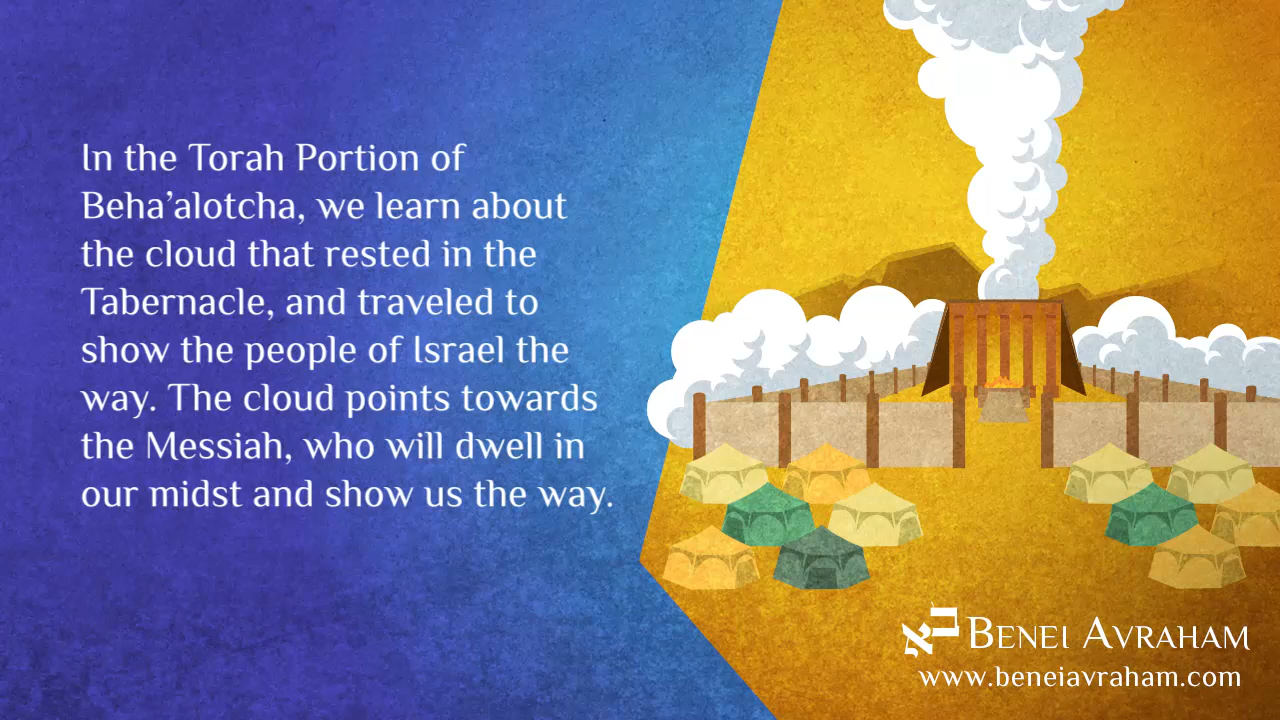 In the Torah Portion of
Beha’alotcha, we learn about
the cloud that rested in the
Tabernacle, and traveled to
show the people of Israel the
way. The cloud points towards
the Messiah, who will dwell in
our midst and show us the way.
בא Benei Avraham
www.beneiavraham.com